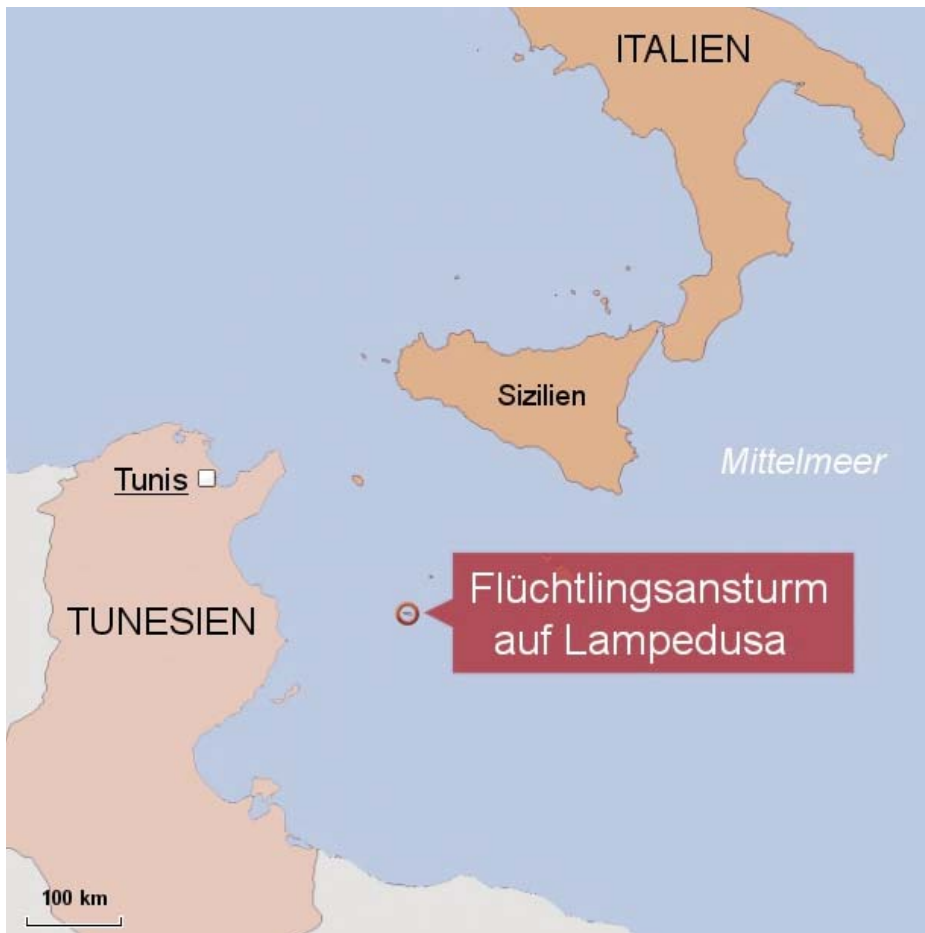 ITALIEN
Sizilien
Mittelmeer
Tunis
Flüchtlingsansturm
auf Lampedusa
TUNESIEN
100 km